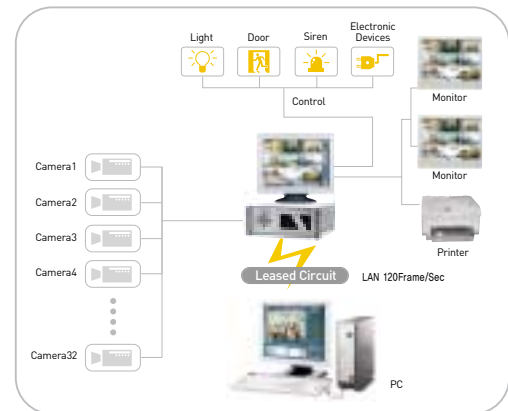 Light
Door
Siren
Electronic
Devices
Control
Monitor
Monitor
Printer
Camera1
Camera2
Camera3
Camera4
Camera32
Leased Circuit
LAN 120Frame/Sec
PC